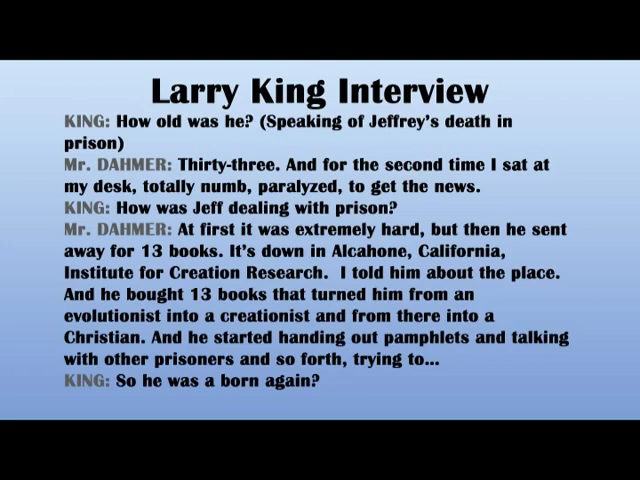 Larry King Interview
KING: How old was he? (Speaking of Jeffrey's death in
prison)
Mr. DAHMER: Thirty-three. And for the second time I sat at
my desk, totally numb, paralyzed, to get the news.
KING: How was Jeff dealing with prison?
Mr. DAHMER: At first it was extremely hard, but then he sent
away for 13 books. It's down in Alcahone, California,
Institute for Creation Research.  I told him about the place.
And he bought 13 books that turned him from an
evolutionist into a creationist and from there into a
Christian. And he started handing out pamphlets and talking
with other prisoners and so forth, trying to...
KING: So he was a born again?